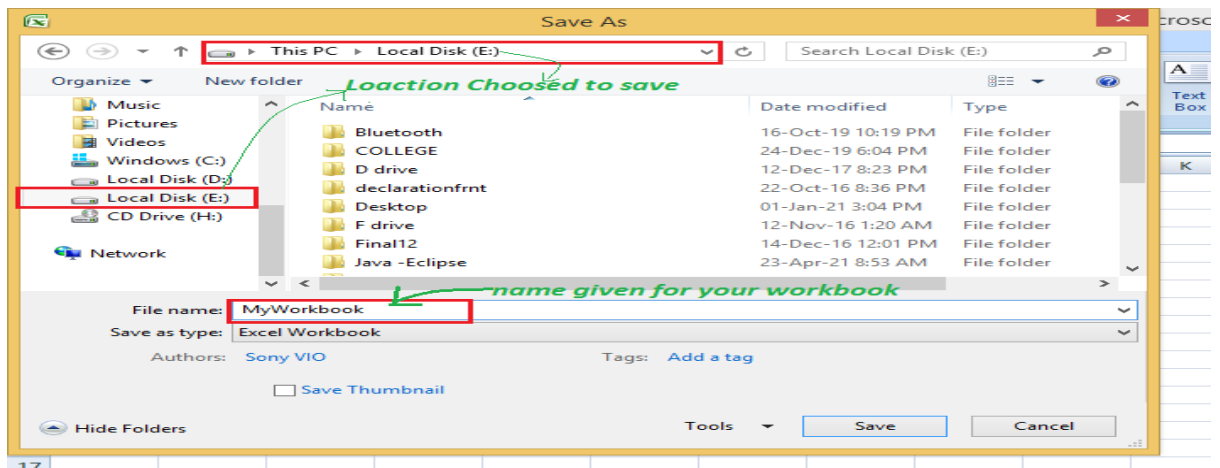 Save As
crosc
This PC Local Disk (E:)
Search Local Disk (E:)
Organize New folder
Loaction Choosed to save
A
Text
Box
Name Date modified Type
Music
Pictures
Videos
Windows (C:)
Local Disk (D:)
Local Disk (E:)
CD Drive (H:)
Network
Bluetooth 16-Oct-19 10:19 PM File folder
COLLEGE 24-Dec-19 6:04 PM File folder
D drive 12-Dec-17 8:23 PM File folder
declarationfrnt 22-Oct-16 8:36 PM File folder
Desktop 01-Jan-21 3:04 PM File folder
F drive 12-Nov-16 1:20 AM File folder
Final12 14-Dec-16 12:01 PM File folder
Java -Eclipse 23-Apr-21 8:53 AM File folder
K
name given for your workbook
File name: MyWorkbook
Save as type: Excel Workbook
Authors: Sony VIO Tags: Add a tag
Save Thumbnail
Hide Folders Tools Save Cancel
17